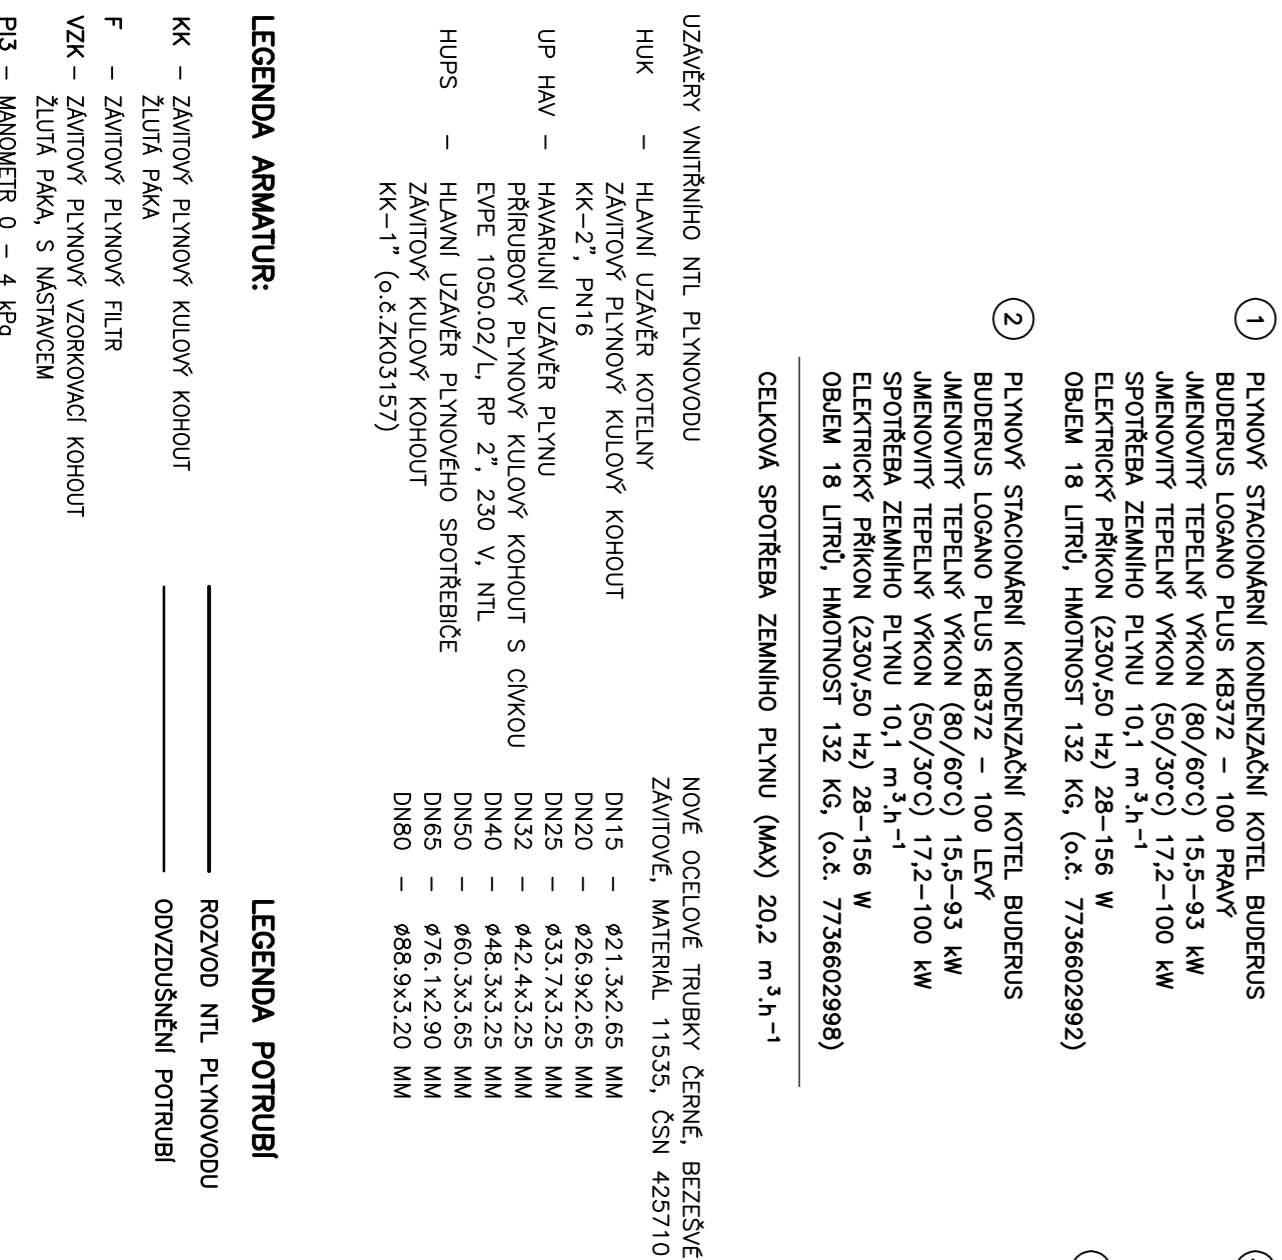 1
PLYNOVÝ STACIONÁRNÍ KONDENZAČNÍ KOTEL BUDERUS
BUDERUS LOGANO PLUS KB372 – 100 PRAVÝ
JMENOVITÝ TEPELNÝ VÝKON (80/60°C) 15,5–93 kW
JMENOVITÝ TEPELNÝ VÝKON (50/30°C) 17,2–100 kW
SPOTŘEBA ZEMNÍHO PLYNU 10,1 m³.h⁻¹
ELEKTRICKÝ PŘÍKON (230V,50 Hz) 28–156 W
OBJEM 18 LITRŮ, HMOTNOST 132 KG, (o.č. 7736602992)
2
PLYNOVÝ STACIONÁRNÍ KONDENZAČNÍ KOTEL BUDERUS
BUDERUS LOGANO PLUS KB372 – 100 LEVÝ
JMENOVITÝ TEPELNÝ VÝKON (80/60°C) 15,5–93 kW
JMENOVITÝ TEPELNÝ VÝKON (50/30°C) 17,2–100 kW
SPOTŘEBA ZEMNÍHO PLYNU 10,1 m³.h⁻¹
ELEKTRICKÝ PŘÍKON (230V,50 Hz) 28–156 W
OBJEM 18 LITRŮ, HMOTNOST 132 KG, (o.č. 7736602998)
CELKOVÁ SPOTŘEBA ZEMNÍHO PLYNU (MAX) 20,2 m³.h⁻¹
UZÁVĚRY VNITŘNÍHO NTL PLYNOVODU
HUK – HLAVNÍ UZÁVĚR KOTELNY
ZÁVITOVÝ PLYNOVÝ KULOVÝ KOHOUT
KK–2", PN16
UP HAV – HAVARIJNÍ UZÁVĚR PLYNU
PŘÍRUBOVÝ PLYNOVÝ KULOVÝ KOHOUT S CÍVKOU
EVPE 1050.02/L, RP 2", 230 V, NTL
HUPS – HLAVNÍ UZÁVĚR PLYNOVÉHO SPOTŘEBIČE
ZÁVITOVÝ KULOVÝ KOHOUT
KK–1" (o.č.ZK03157)
NOVÉ OCELOVÉ TRUBKY ČERNÉ, BEZEŠVÉ
ZÁVITOVÉ, MATERIÁL 11535, ČSN 425710
DN15 – ø21.3x2.65 MM
DN20 – ø26.9x2.65 MM
DN25 – ø33.7x3.25 MM
DN32 – ø42.4x3.25 MM
DN40 – ø48.3x3.25 MM
DN50 – ø60.3x3.65 MM
DN65 – ø76.1x2.90 MM
DN80 – ø88.9x3.20 MM
LEGENDA ARMATUR:
KK – ZÁVITOVÝ PLYNOVÝ KULOVÝ KOHOUT
ŽLUTÁ PÁKA
F – ZÁVITOVÝ PLYNOVÝ FILTR
VZK – ZÁVITOVÝ PLYNOVÝ VZORKOVACÍ KOHOUT
ŽLUTÁ PÁKA, S NÁSTAVCEM
PI3 – MANOMETR 0 – 4 kPa
LEGENDA POTRUBÍ
ROZVOD NTL PLYNOVODU
ODVZDUŠNĚNÍ POTRUBÍ